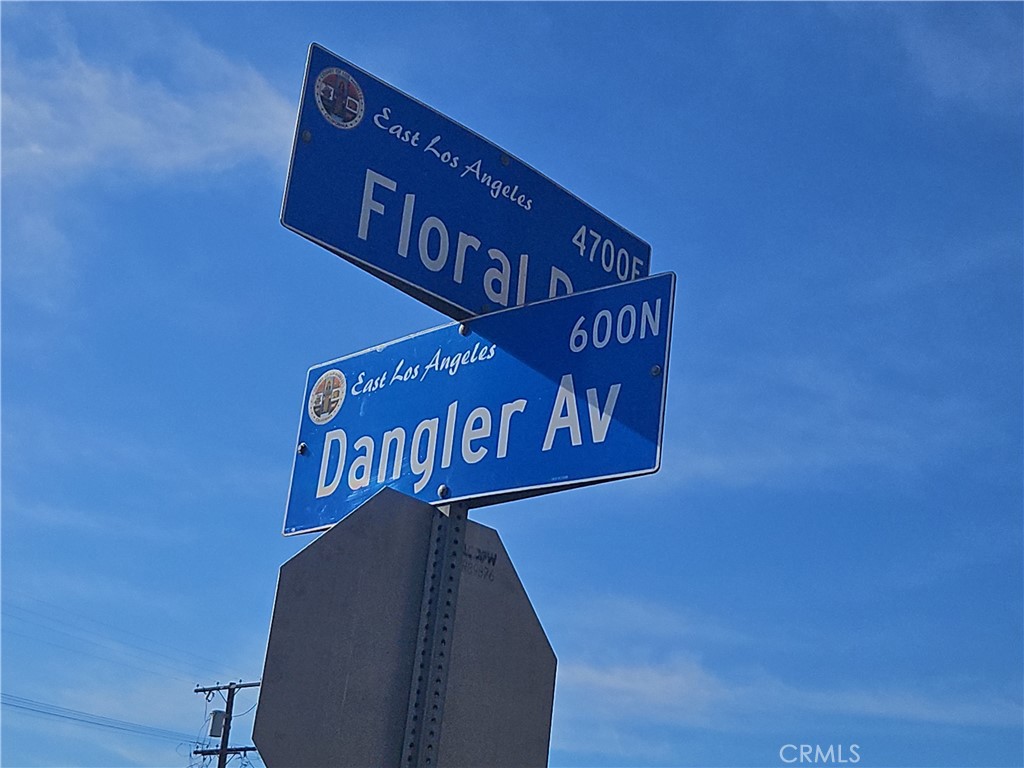 East Los Angeles
4700E
Floral D
East Los Angeles
600N
Dangler Av
CRMLS